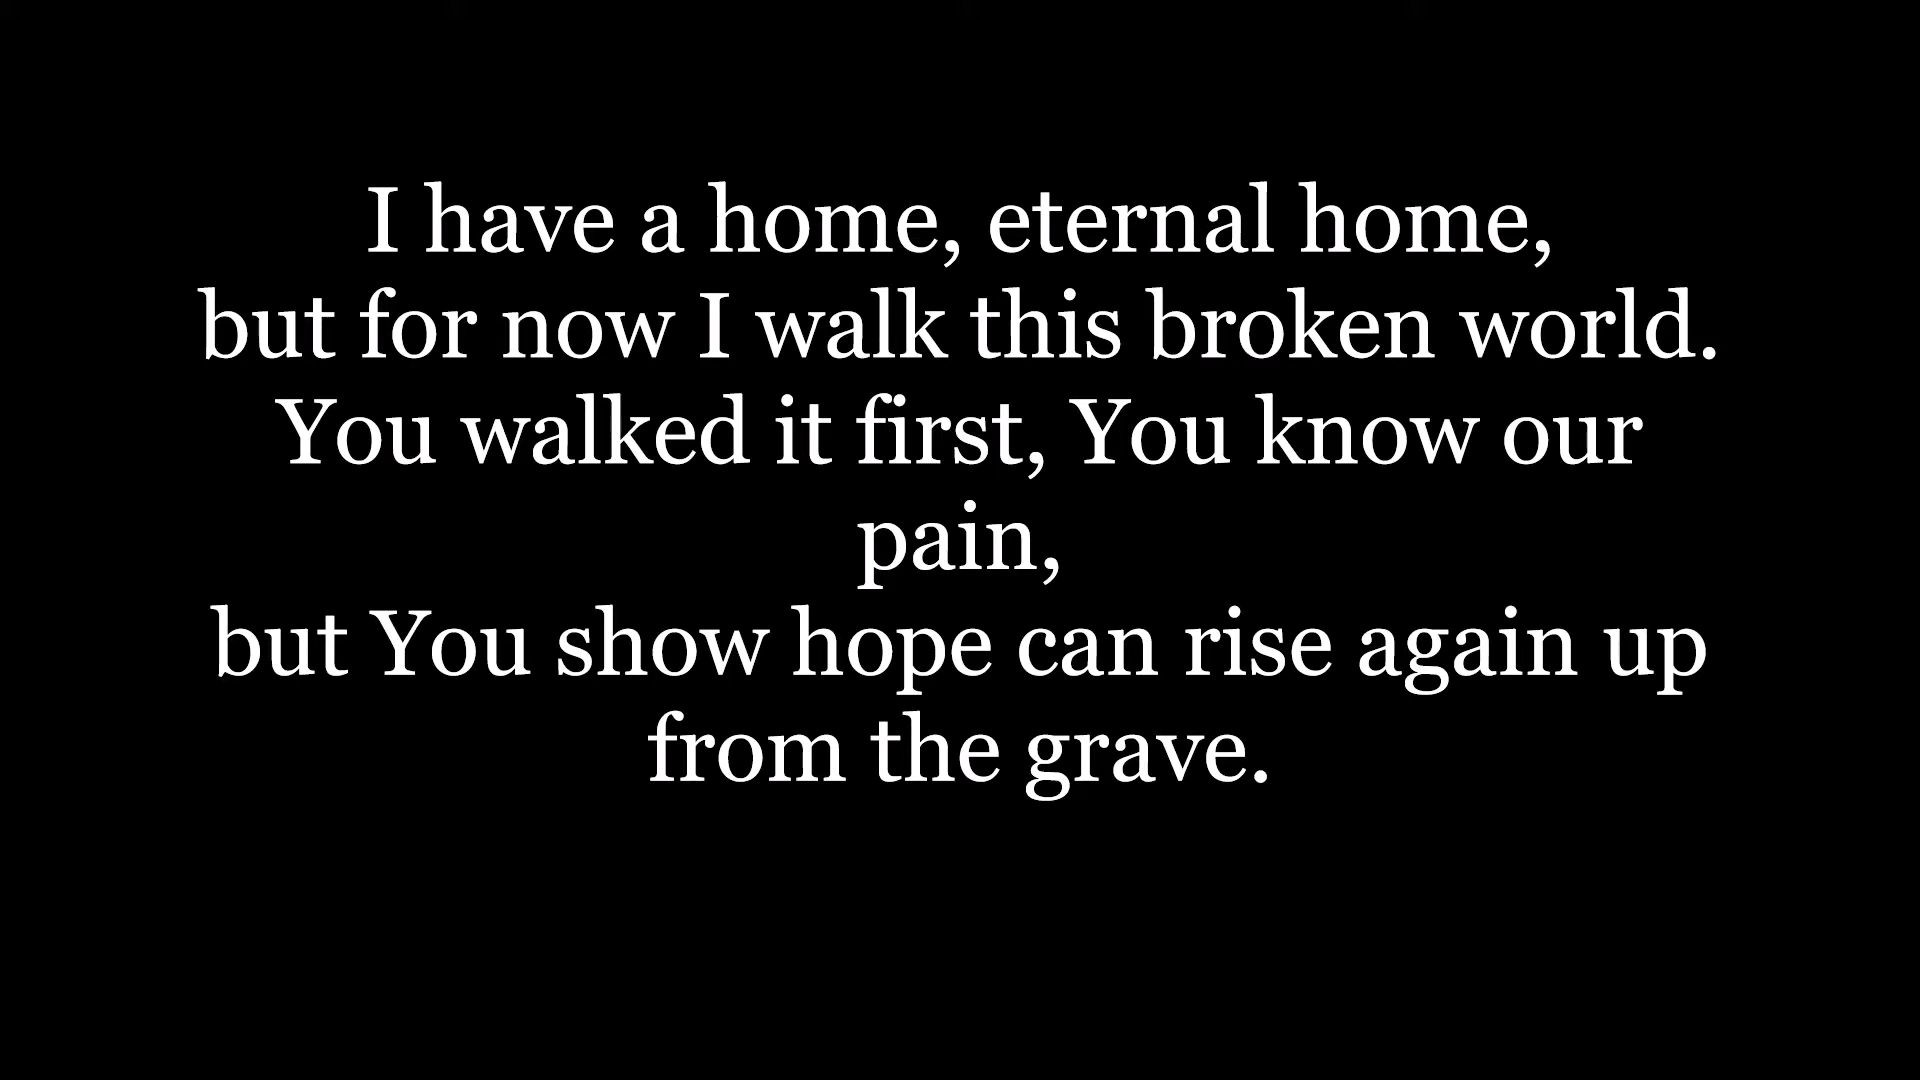 I have a home, eternal home,
but for now I walk this broken world.
You walked it first, You know our
pain,
but You show hope can rise again up
from the grave.